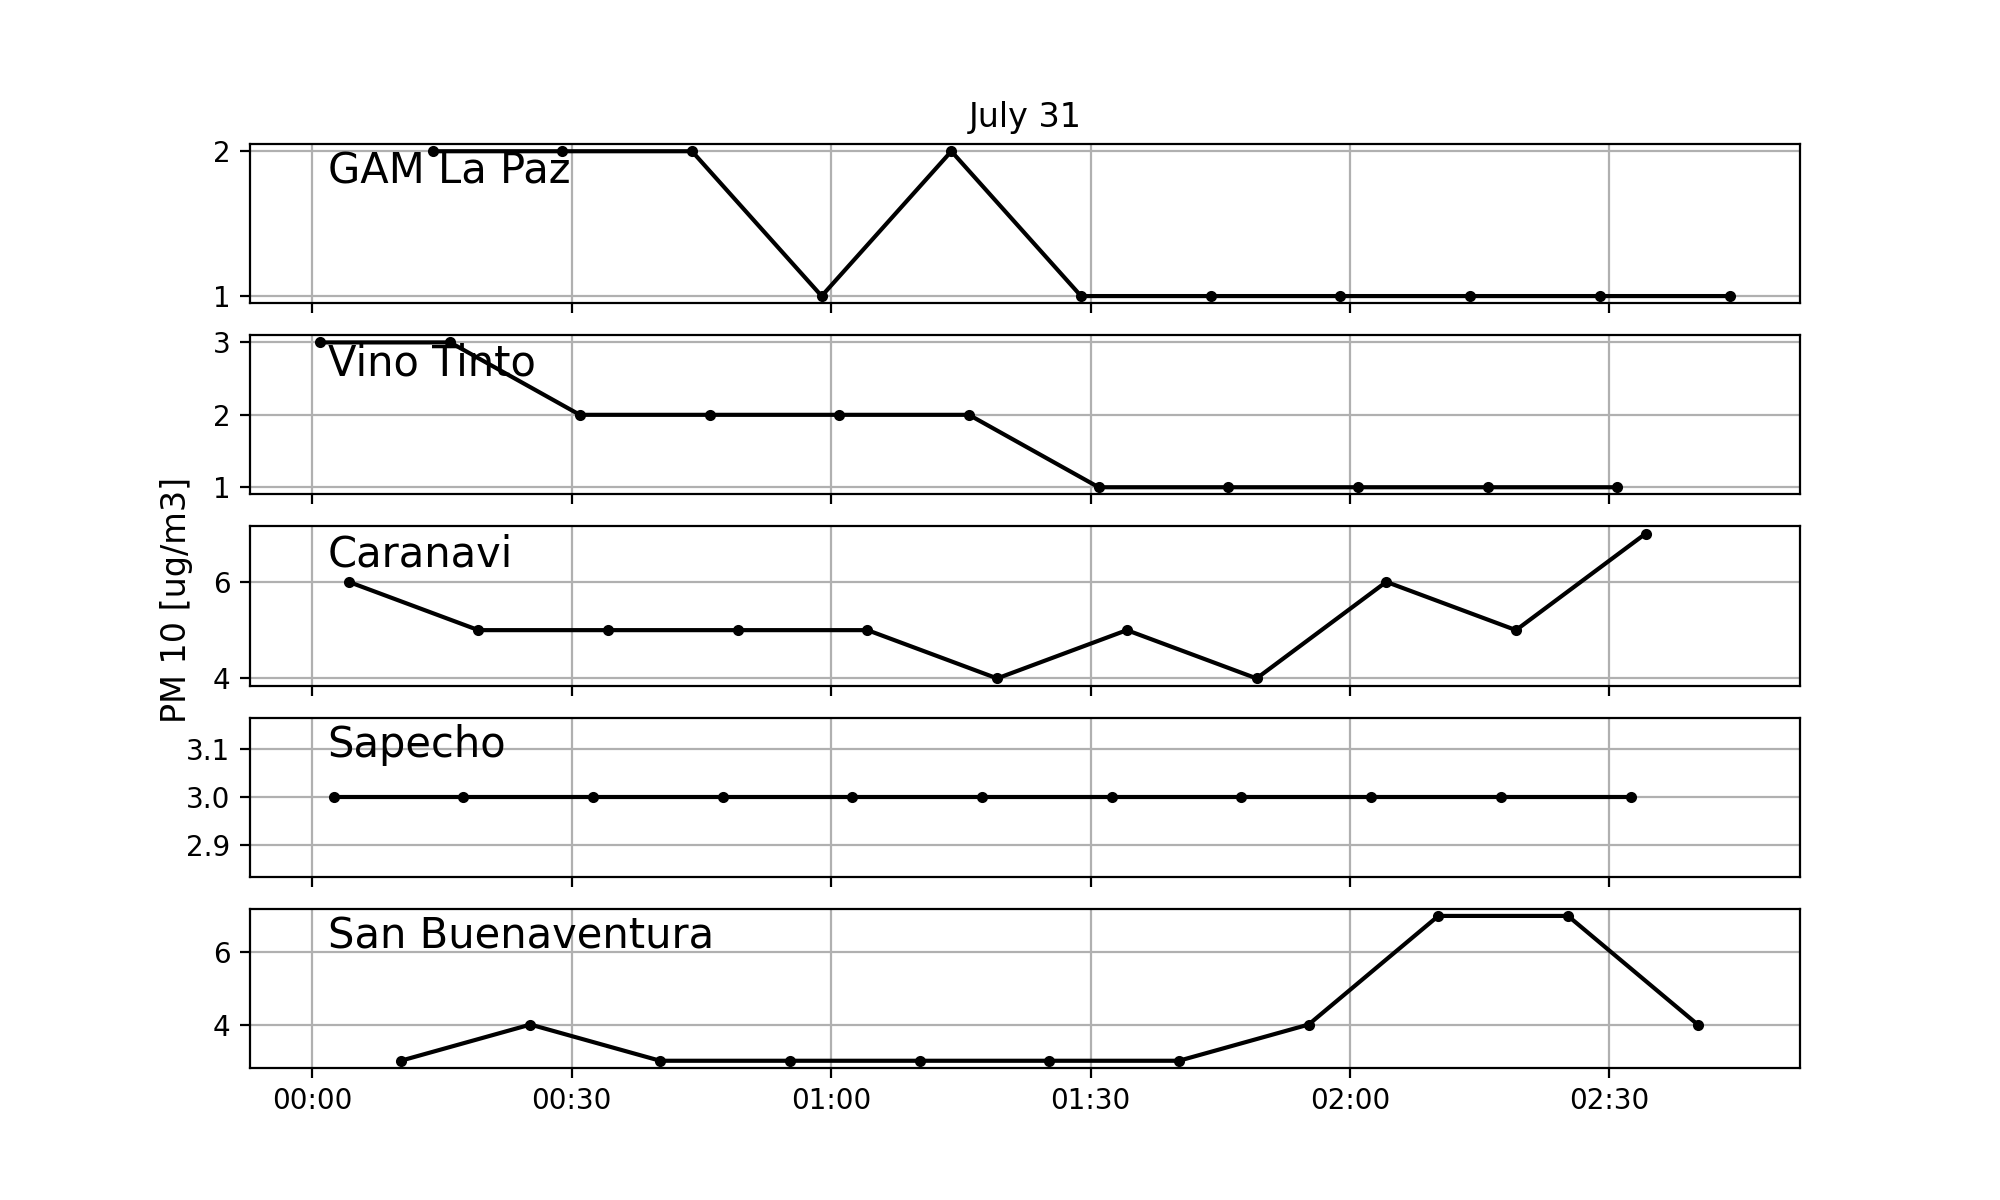 July 31
2
GAM La Paz
1
3
Vino Tinto
2
1
PM 10 [ug/m3]
Caranavi
6
4
Sapecho
3.1
3.0
2.9
San Buenaventura
6
4
00:00 00:30 01:00 01:30 02:00 02:30